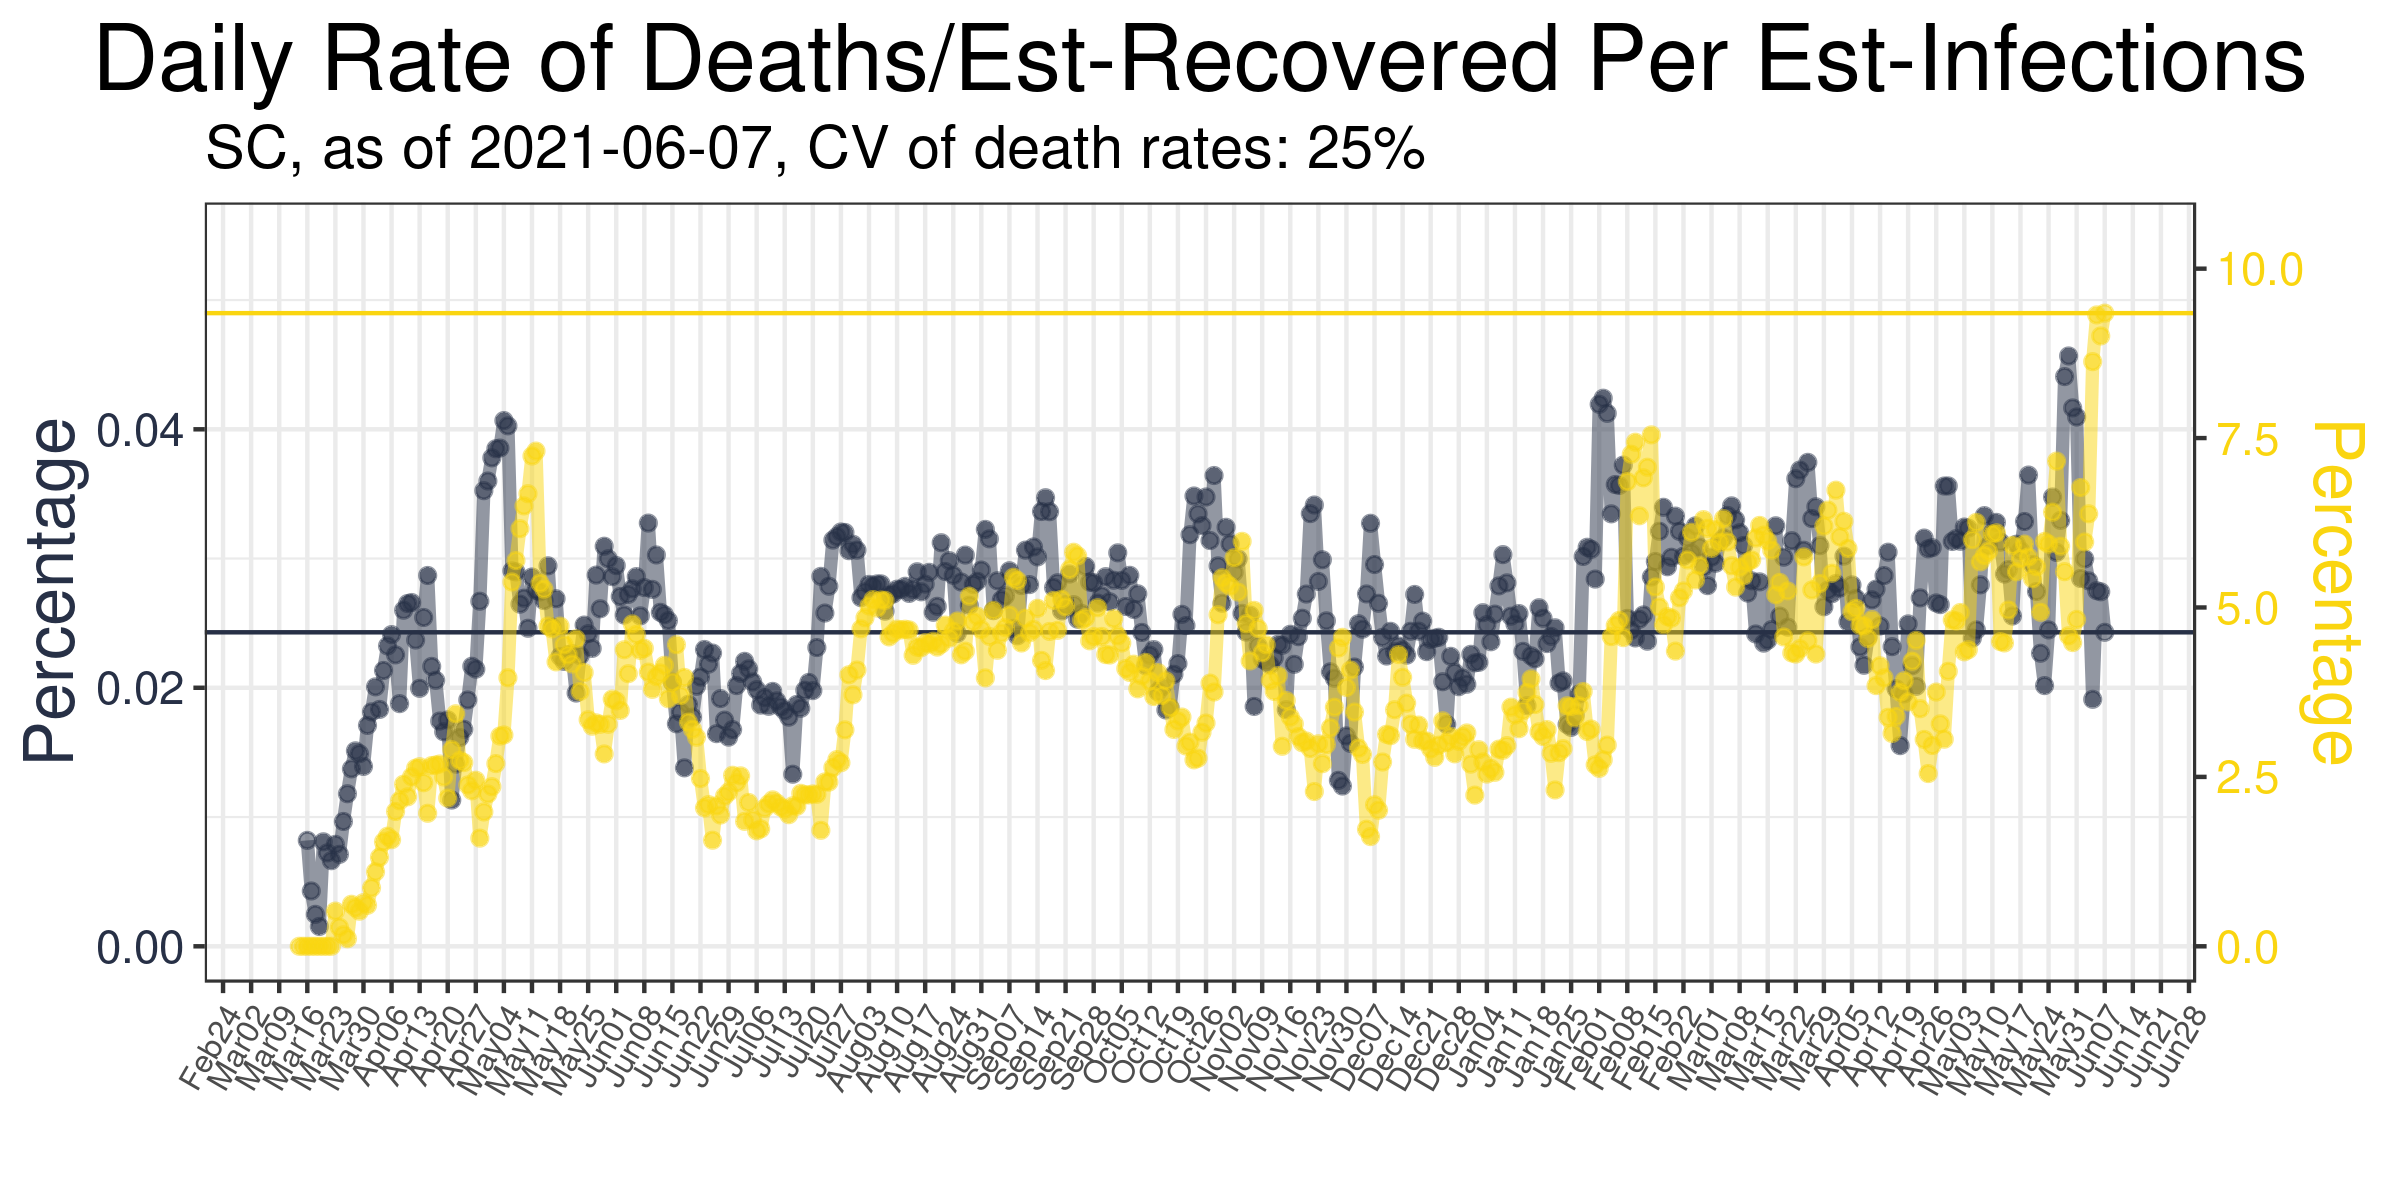 Daily Rate of Deaths/Est-Recovered Per Est-Infections
SC, as of 2021-06-07, CV of death rates: 25%
Percentage
0.04
0.02
0.00
10.0
7.5
5.0
2.5
0.0
Percentage
Feb24
Mar02
Mar09
Mar16
Mar23
Mar30
Apr06
Apr13
Apr20
Apr27
May04
May11
May18
May25
Jun01
Jun08
Jun15
Jun22
Jun29
Jul06
Jul13
Jul20
Jul27
Aug03
Aug10
Aug17
Aug24
Aug31
Sep07
Sep14
Sep21
Sep28
Oct05
Oct12
Oct19
Oct26
Nov02
Nov09
Nov16
Nov23
Nov30
Dec07
Dec14
Dec21
Dec28
Jan04
Jan11
Jan18
Jan25
Feb01
Feb08
Feb15
Feb22
Mar01
Mar08
Mar15
Mar22
Mar29
Apr05
Apr12
Apr19
Apr26
May03
May10
May17
May24
May31
Jun07
Jun14
Jun21
Jun28